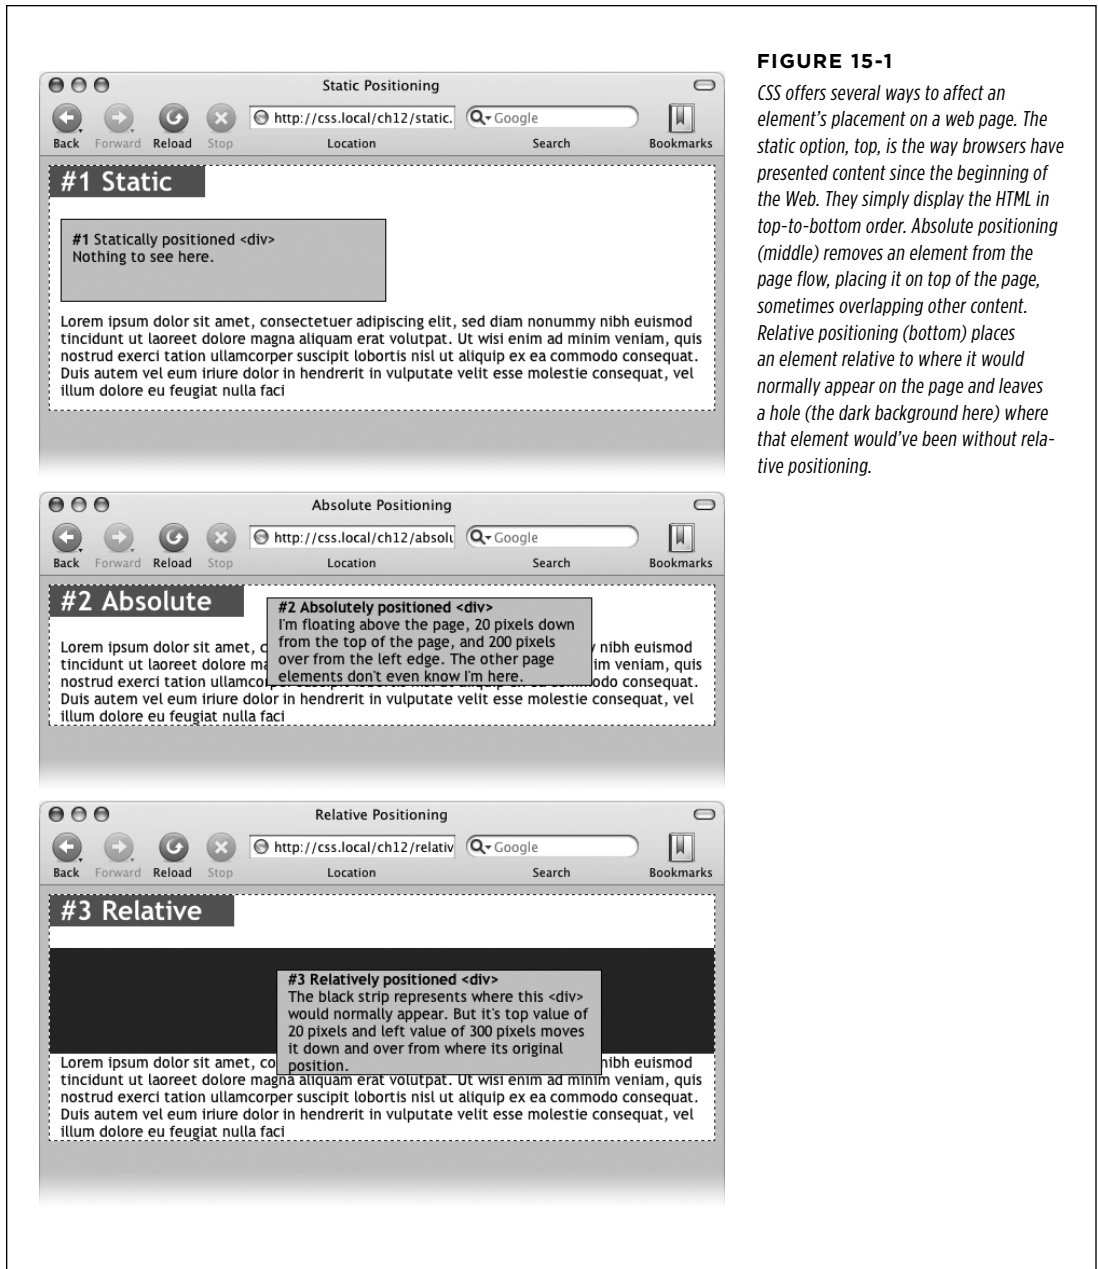 FIGURE 15-1
CSS offers several ways to affect an
element’s placement on a web page. The
static option, top, is the way browsers have
presented content since the beginning of
the Web. They simply display the HTML in
top-to-bottom order. Absolute positioning
(middle) removes an element from the
page flow, placing it on top of the page,
sometimes overlapping other content.
Relative positioning (bottom) places
an element relative to where it would
normally appear on the page and leaves
a hole (the dark background here) where
that element would’ve been without rela-
tive positioning.
Static Positioning
http://css.local/ch12/static.
Google
Back Forward Reload Stop Location Search Bookmarks
#1 Static
#1 Statically positioned <div>
Nothing to see here.
Lorem ipsum dolor sit amet, consectetuer adipiscing elit, sed diam nonummy nibh euismod
tincidunt ut laoreet dolore magna aliquam erat volutpat. Ut wisi enim ad minim veniam, quis
nostrud exerci tation ullamcorper suscipit lobortis nisl ut aliquip ex ea commodo consequat.
Duis autem vel eum iriure dolor in hendrerit in vulputate velit esse molestie consequat, vel
illum dolore eu feugiat nulla faci
Absolute Positioning
http://css.local/ch12/absolu
Google
Back Forward Reload Stop Location Search Bookmarks
#2 Absolute
#2 Absolutely positioned <div>
I'm floating above the page, 20 pixels down
from the top of the page, and 200 pixels
over from the left edge. The other page
elements don't even know I'm here.
Lorem ipsum dolor sit amet, c nibh euismod
tincidunt ut laoreet dolore ma im veniam, quis
nostrud exerci tation ullamcor odo consequat.
Duis autem vel eum iriure dolor in hendrerit in vulputate velit esse molestie consequat, vel
illum dolore eu feugiat nulla faci
Relative Positioning
http://css.local/ch12/relativ
Google
Back Forward Reload Stop Location Search Bookmarks
#3 Relative
#3 Relatively positioned <div>
The black strip represents where this <div>
would normally appear. But it's top value of
20 pixels and left value of 300 pixels moves
it down and over from where its original
position.
Lorem ipsum dolor sit amet, co nibh euismod
tincidunt ut laoreet dolore magna aliquam erat volutpat. Ut wisi enim ad minim veniam, quis
nostrud exerci tation ullamcorper suscipit lobortis nisl ut aliquip ex ea commodo consequat.
Duis autem vel eum iriure dolor in hendrerit in vulputate velit esse molestie consequat, vel
illum dolore eu feugiat nulla faci